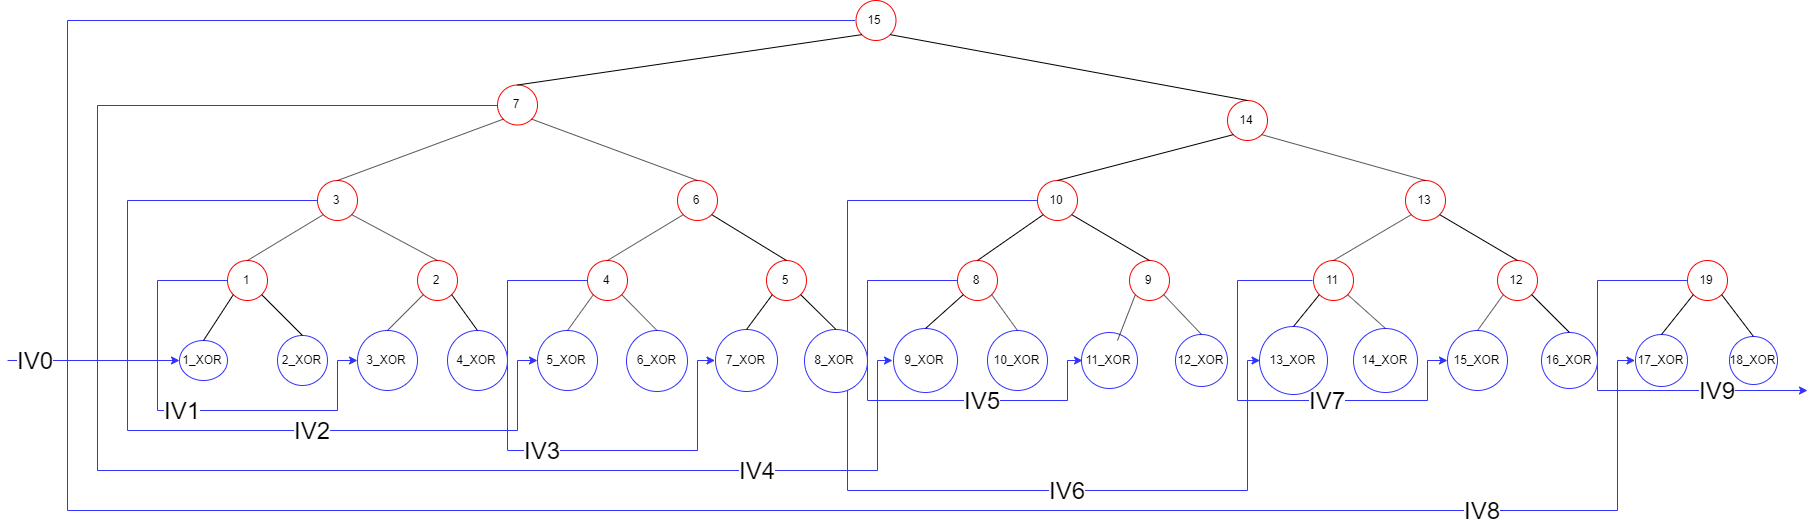 15
7
14
3
6
10
13
1
2
4
5
8
9
11
12
19
IV0
1_XOR
2_XOR
3_XOR
4_XOR
5_XOR
6_XOR
7_XOR
8_XOR
9_XOR
10_XOR
11_XOR
12_XOR
13_XOR
14_XOR
15_XOR
16_XOR
17_XOR
18_XOR
IV9
IV5
IV7
IV1
IV2
IV3
IV4
IV6
IV8